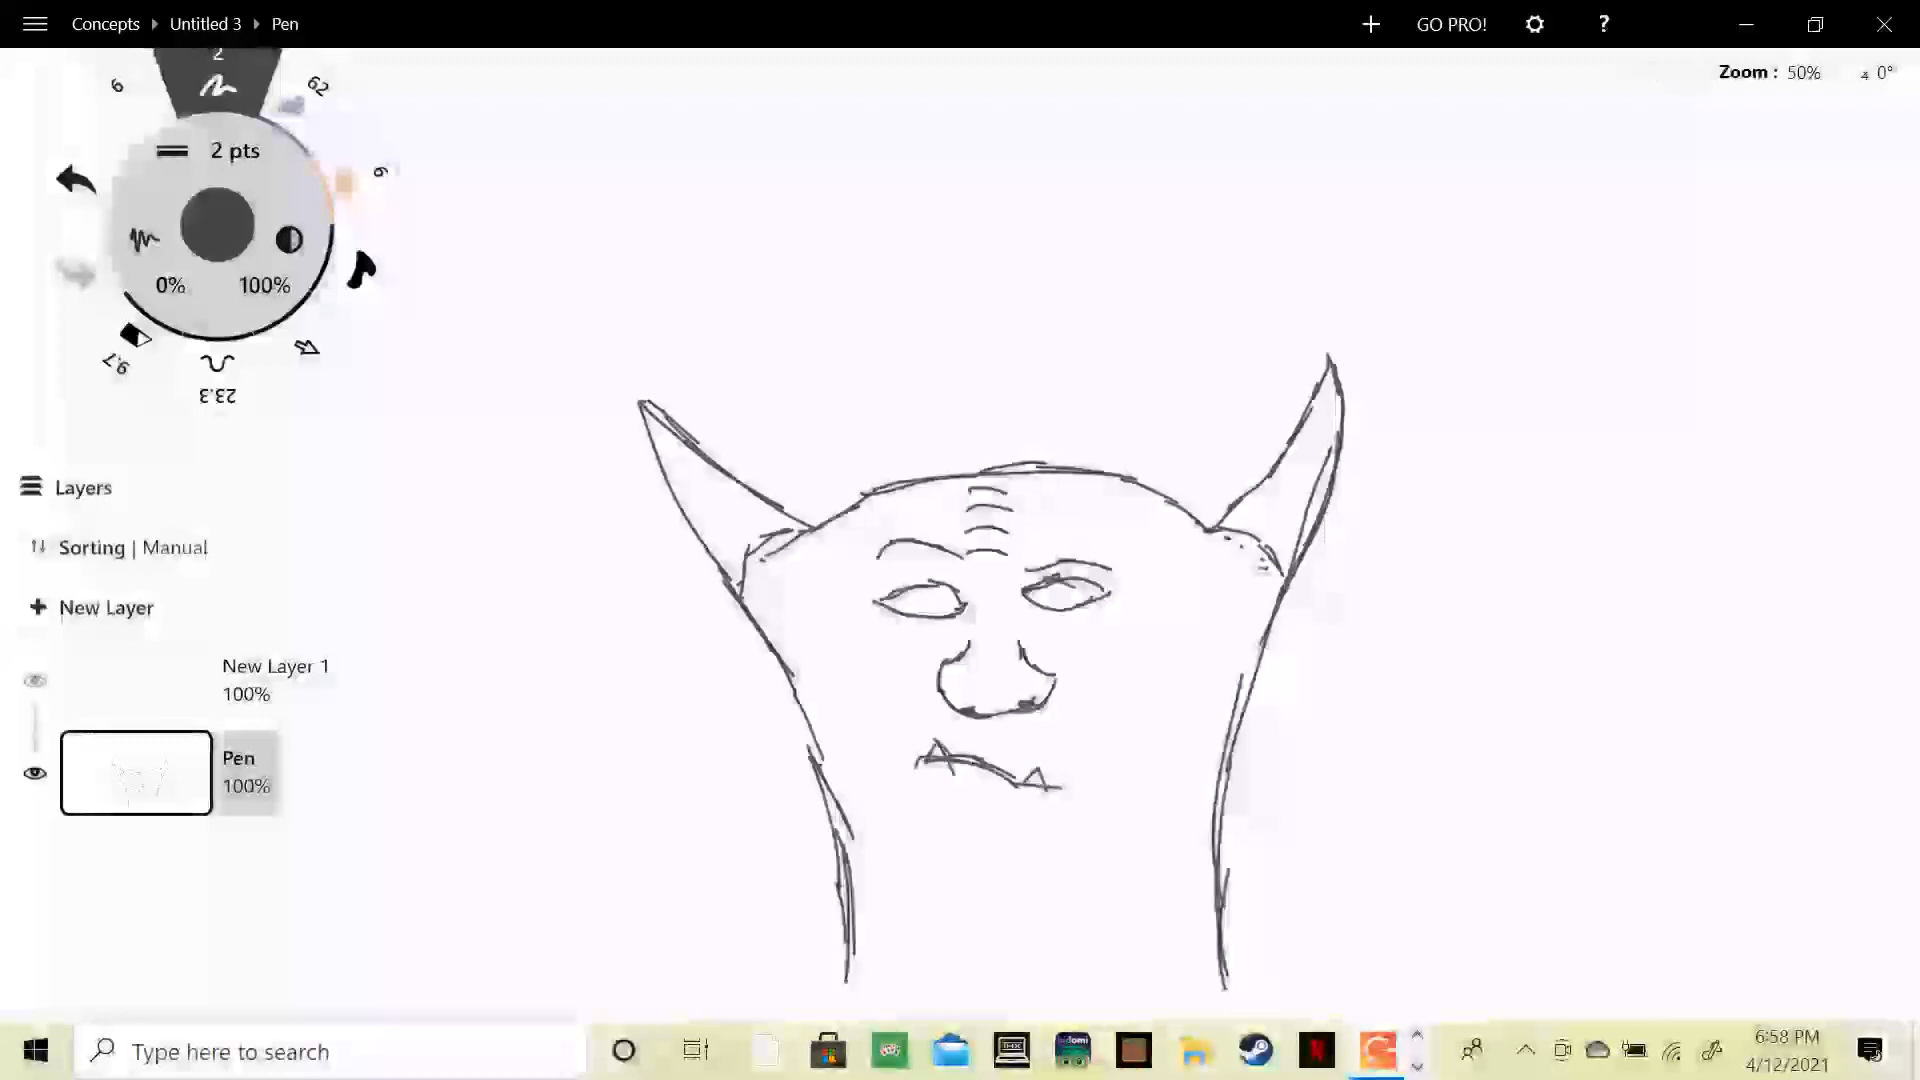 Concepts Untitled 3 Pen
GO PRO!
?
Zoom : 50% 0°
2
6
62
2 pts
6
0% 100%
9.7
23.3
Layers
Sorting | Manual
New Layer
New Layer 1
100%
Pen
100%
Type here to search
THX
N
6:58 PM
4/12/2021